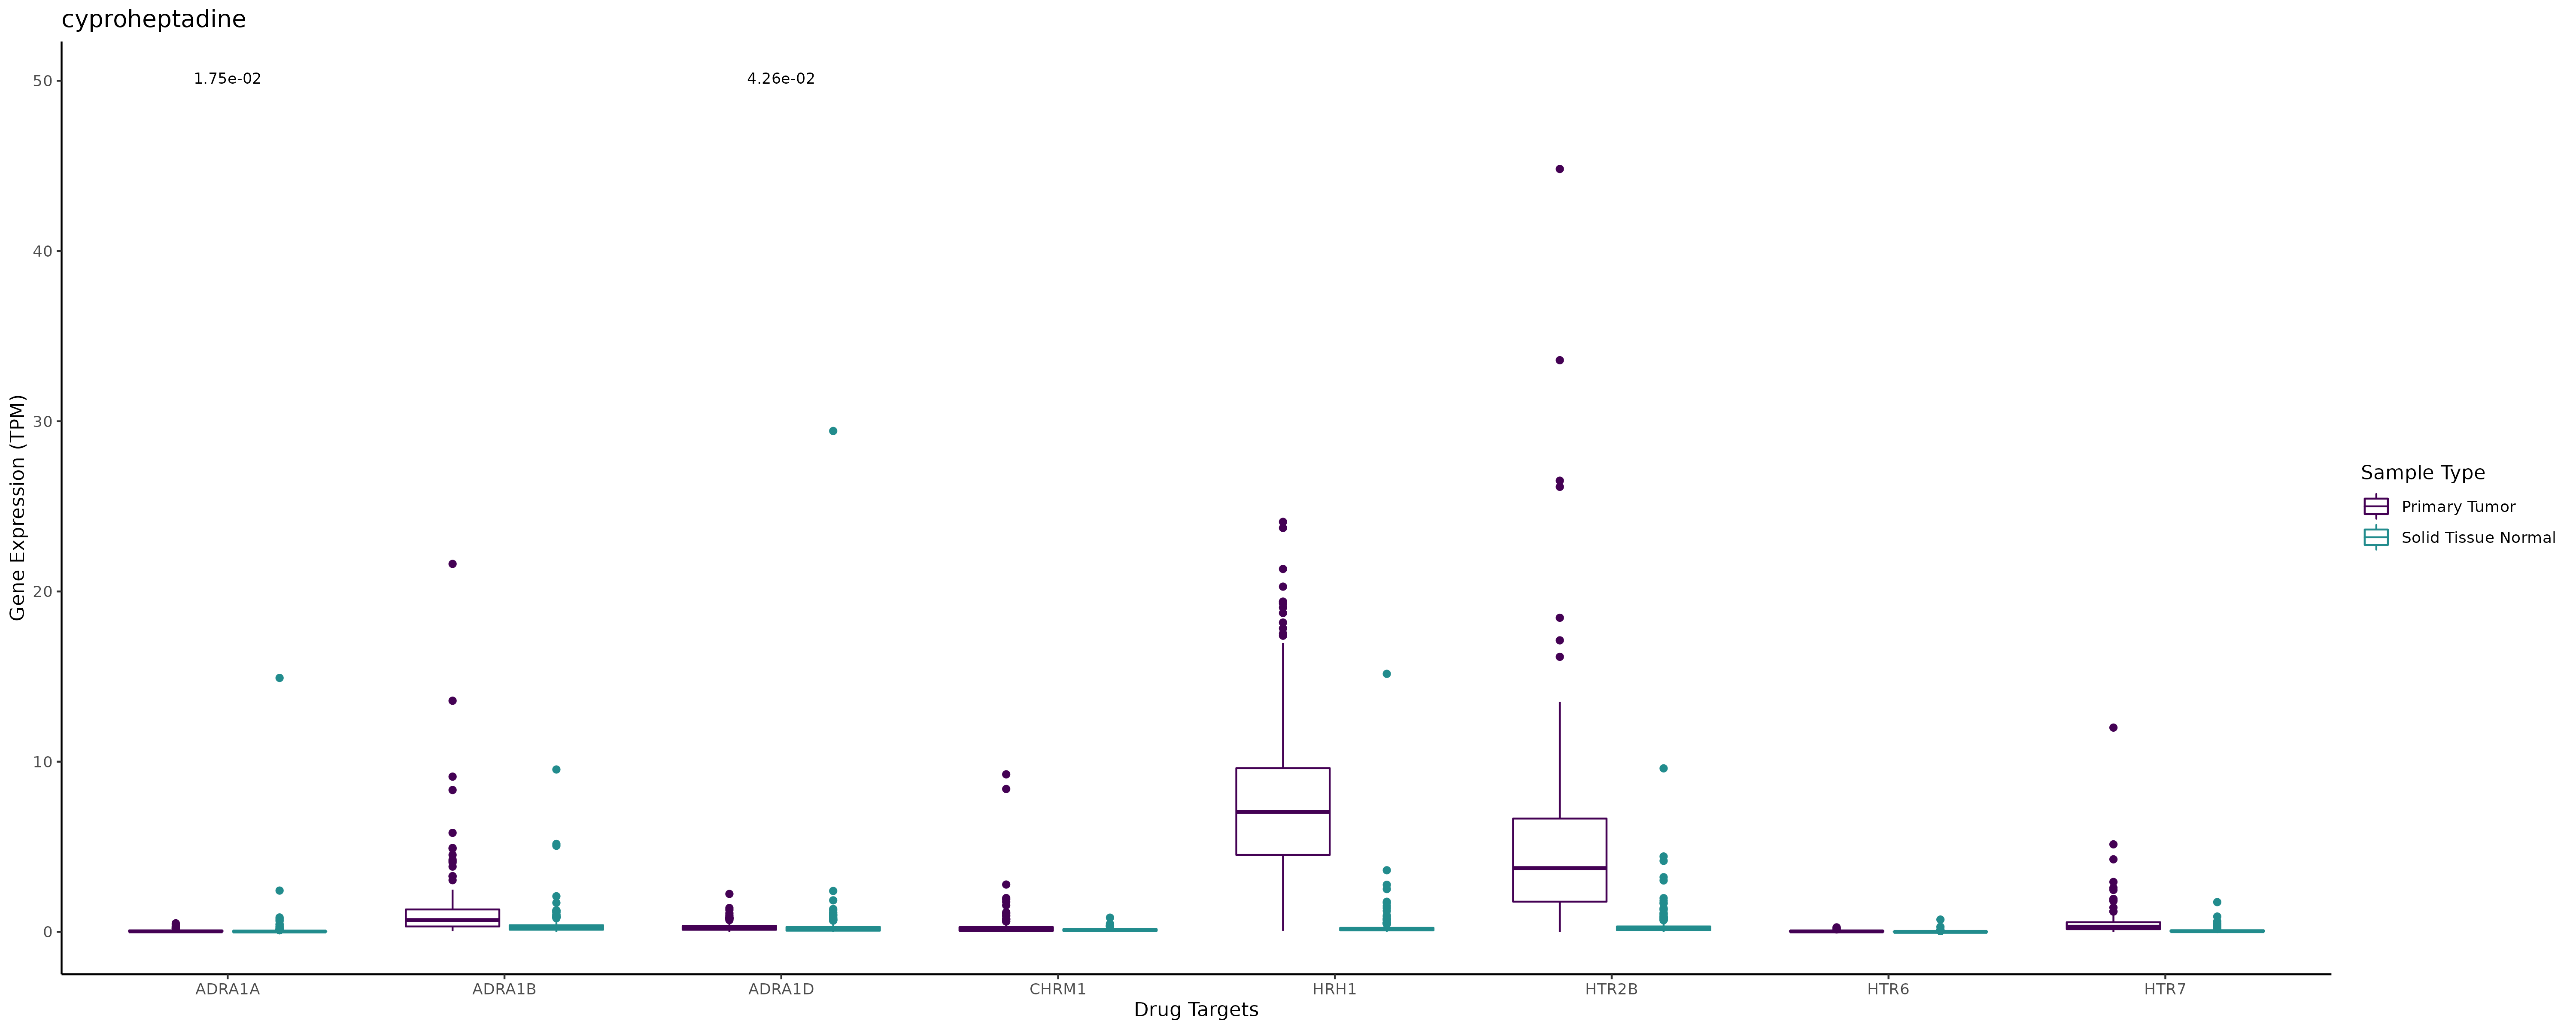 cyproheptadine
50
1.75e-02
4.26e-02
40
30
20
10
0
Gene Expression (TPM)
ADRA1A
ADRA1B
ADRA1D
CHRM1
HRH1
HTR2B
HTR6
HTR7
Drug Targets
Sample Type
Primary Tumor
Solid Tissue Normal